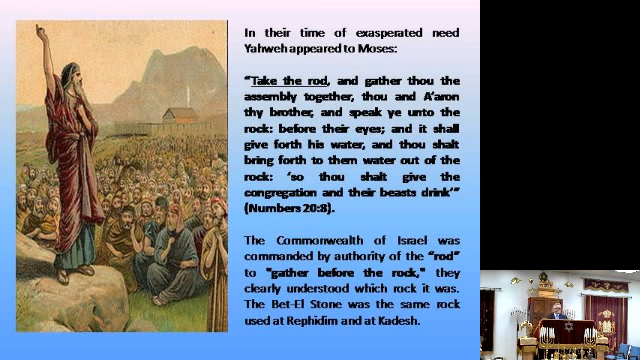 In their time of exasperated need
Yahweh appeared to Moses:
“Take the rod, and gather thou the
assembly together, thou and A’aron
thy brother, and speak ye unto the
rock: before their eyes; and it shall
give forth his water, and thou shalt
bring forth to them water out of the
rock: ‘so thou shalt give the
congregation and their beasts drink’”
(Numbers 20:8).
The Commonwealth of Israel was
commanded by authority of the “rod”
to "gather before the rock," they
clearly understood which rock it was.
The Bet-El Stone was the same rock
used at Rephidim and at Kadesh.